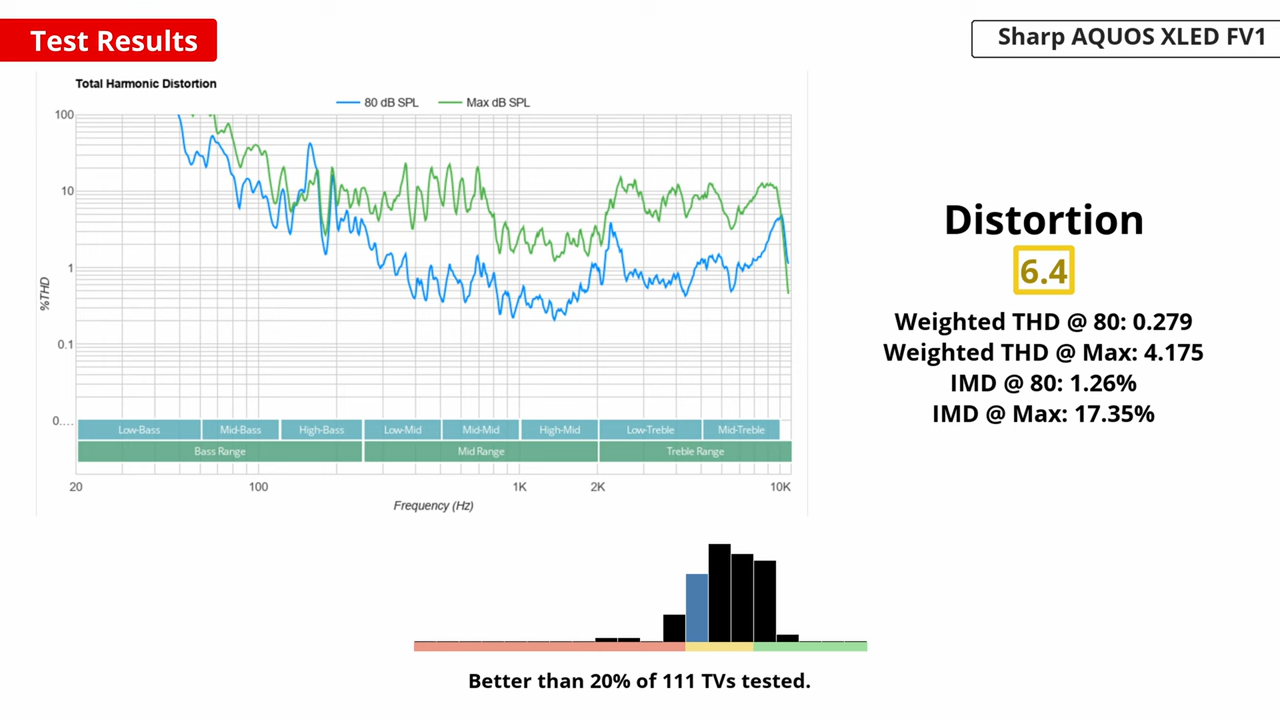 Test Results
Sharp AQUOS XLED FV1
Total Harmonic Distortion
80 dB SPL
Max dB SPL
100
10
1
0.1
0....
%THD
Low-Bass
Mid-Bass
High-Bass
Low-Mid
Mid-Mid
High-Mid
Low-Treble
Mid-Treble
Bass Range
Mid Range
Treble Range
20
100
1K
2K
10K
Frequency (Hz)
Distortion
6.4
Weighted THD @ 80: 0.279
Weighted THD @ Max: 4.175
IMD @ 80: 1.26%
IMD @ Max: 17.35%
Better than 20% of 111 TVs tested.